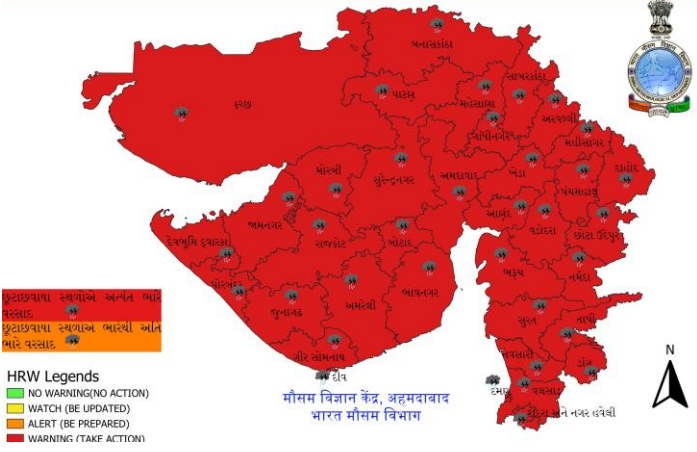 બનાસકાંઠા
સાબરકાંઠા
પાટણ
મહેસાણા
કચ્છ
અરવલ્લી
ગાંધીનગર
મહીસાગર
મોરબી
સુરેન્દ્રનગર
અમદાવાદ
ખેડા
દાહોદ
પંચમહાલ
જામનગર
આણંદ
વડોદરા
છોટા ઉદેપુર
દેવભુમિ દ્વારકા
રાજકોટ
બોટાદ
ભરૂચ
નર્મદા
પોરબંદર
જુનાગઢ
અમરેલી
ભાવનગર
સુરત
તાપી
ગીર સોમનાથ
નવસારી
ડાંગ
દીવ
દમણ
વલસાડ
દાદરા અને નગર હવેલી
છૂટાછવાયા સ્થળોએ અત્યંત ભારે
વરસાદ
છૂટાછવાયા સ્થળોએ ભારેથી અતિ
ભારે વરસાદ
HRW Legends
NO WARNING(NO ACTION)
WATCH (BE UPDATED)
ALERT (BE PREPARED)
WARNING (TAKE ACTION)
मौसम विज्ञान केंद्र, अहमदाबाद
भारत मौसम विभाग
N